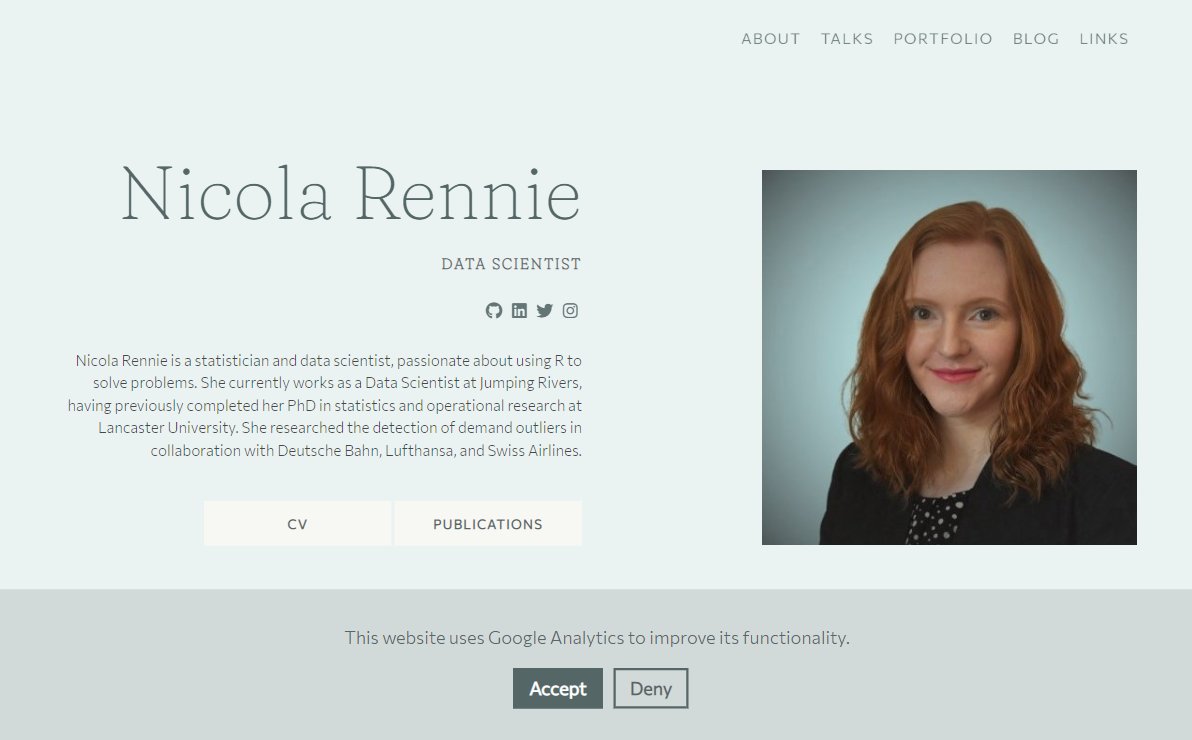 ABOUT TALKS PORTFOLIO BLOG LINKS
Nicola Rennie
DATA SCIENTIST
Nicola Rennie is a statistician and data scientist, passionate about using R to
solve problems. She currently works as a Data Scientist at Jumping Rivers,
having previously completed her PhD in statistics and operational research at
Lancaster University. She researched the detection of demand outliers in
collaboration with Deutsche Bahn, Lufthansa, and Swiss Airlines.
CV PUBLICATIONS
This website uses Google Analytics to improve its functionality.
Accept Deny